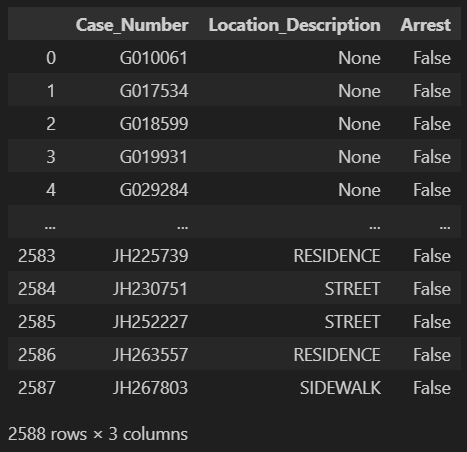 Case_Number Location_Description Arrest
0 G010061 None False
1 G017534 None False
2 G018599 None False
3 G019931 None False
4 G029284 None False
... ... ... ...
2583 JH225739 RESIDENCE False
2584 JH230751 STREET False
2585 JH252227 STREET False
2586 JH263557 RESIDENCE False
2587 JH267803 SIDEWALK False
2588 rows × 3 columns